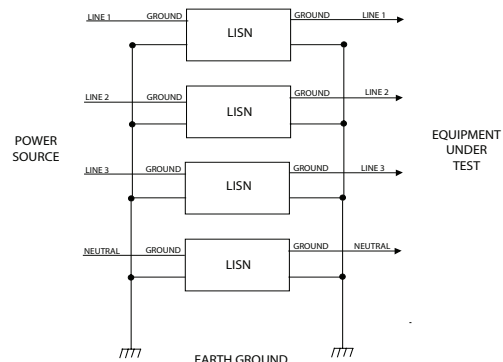 LINE 1 GROUND LISN GROUND LINE 1
LINE 2 GROUND LISN GROUND LINE 2
POWER
SOURCE
EQUIPMENT
UNDER
TEST
LINE 3 GROUND LISN GROUND LINE 3
NEUTRAL GROUND LISN GROUND NEUTRAL
EARTH GROUND